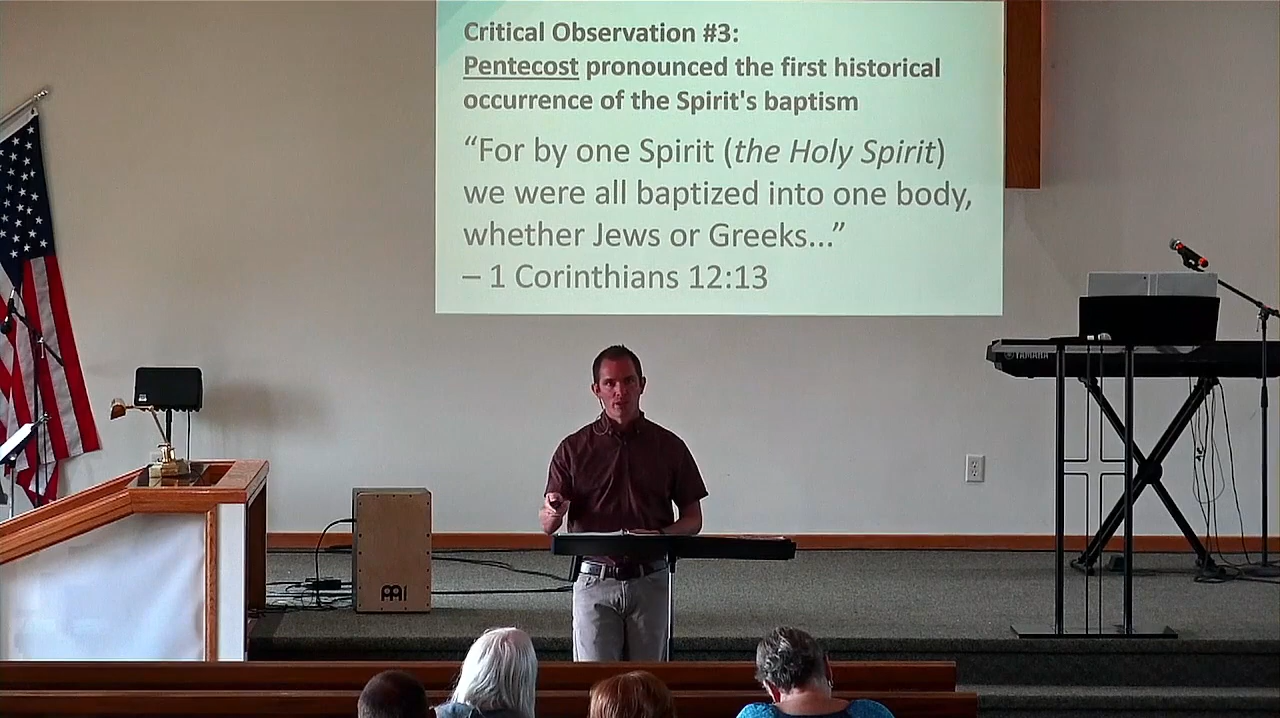 Critical Observation #3:
Pentecost pronounced the first historical
occurrence of the Spirit's baptism
“For by one Spirit (the Holy Spirit)
we were all baptized into one body,
whether Jews or Greeks...”
– 1 Corinthians 12:13
YAMAHA